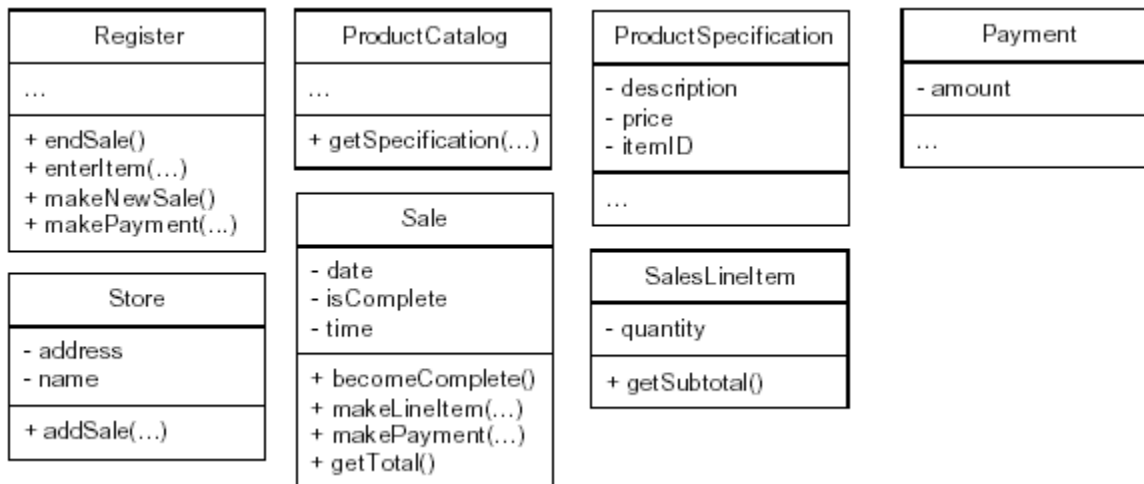 Register
...
+ endSale()
+ enterItem(...)
+ makeNewSale()
+ makePayment(...)
ProductCatalog
...
+ getSpecification(...)
ProductSpecification
- description
- price
- itemID
...
Payment
- amount
...
Store
- address
- name
+ addSale(...)
Sale
- date
- isComplete
- time
+ becomeComplete()
+ makeLineItem(...)
+ makePayment(...)
+ getTotal()
SalesLineItem
- quantity
+ getSubtotal()